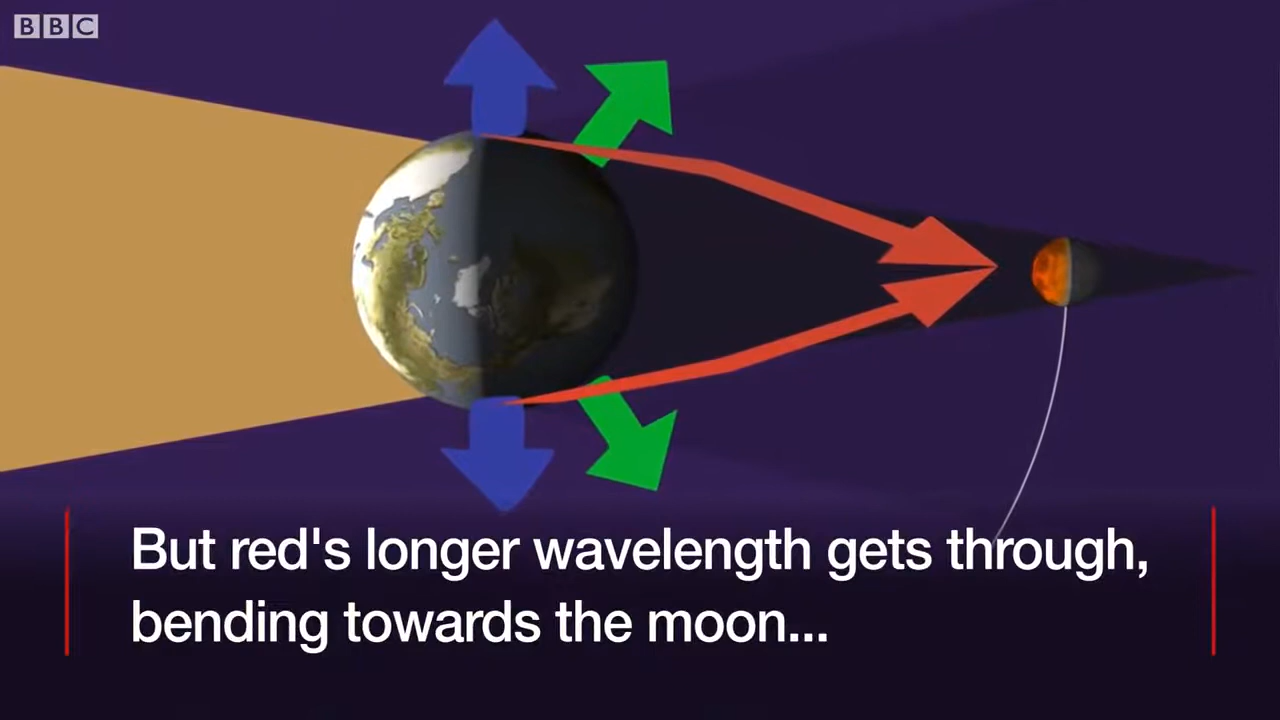 BBC
But red's longer wavelength gets through,
bending towards the moon...